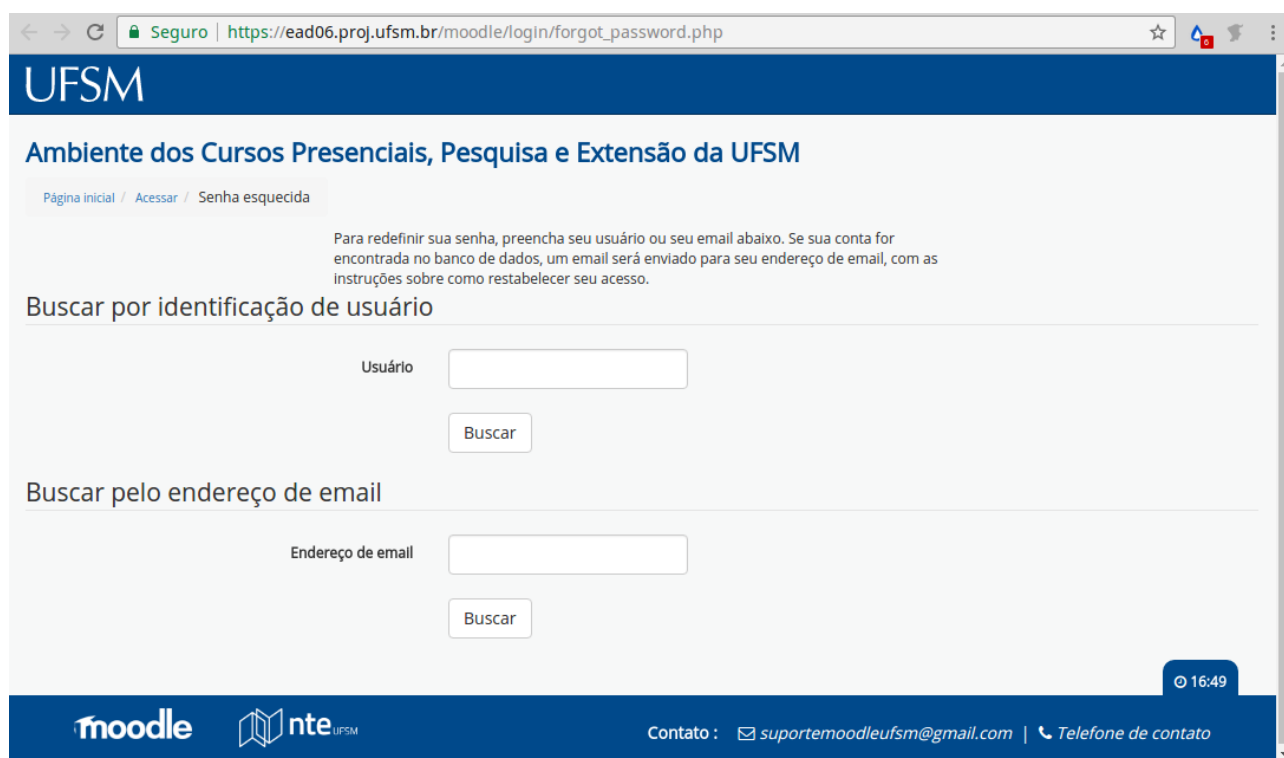 Seguro https://ead06.proj.ufsm.br/moodle/login/forgot_password.php
6
UFSM
Ambiente dos Cursos Presenciais, Pesquisa e Extensão da UFSM
Página inicial / Acessar / Senha esquecida
Para redefinir sua senha, preencha seu usuário ou seu email abaixo. Se sua conta for
encontrada no banco de dados, um email será enviado para seu endereço de email, com as
instruções sobre como restabelecer seu acesso.
Buscar por identificação de usuário
Usuário
Buscar
Buscar pelo endereço de email
Endereço de email
Buscar
16:49
moodle nte UFSM Contato : suportemoodleufsm@gmail.com | Telefone de contato